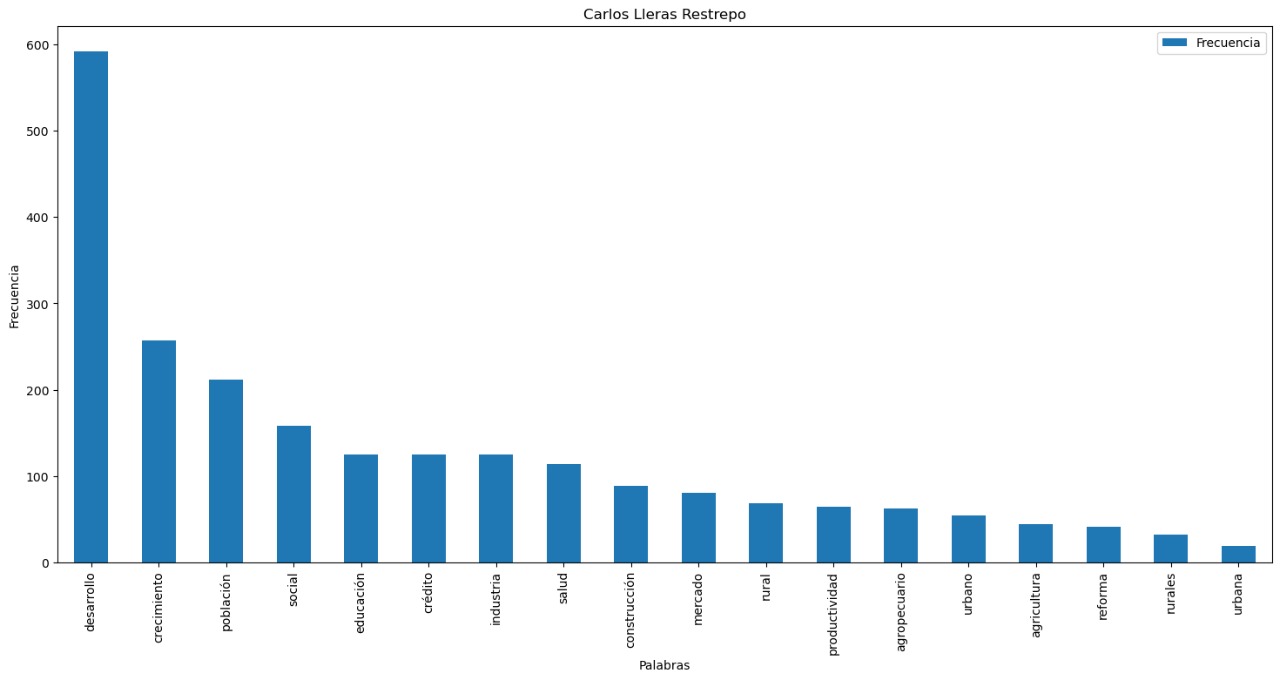 Carlos Lleras Restrepo
Frecuencia
600
500
400
300
200
100
0
Frecuencia
desarrollo
crecimiento
población
social
educación
crédito
industria
salud
construcción
mercado
rural
productividad
agropecuario
urbano
agricultura
reforma
rurales
urbana
Palabras